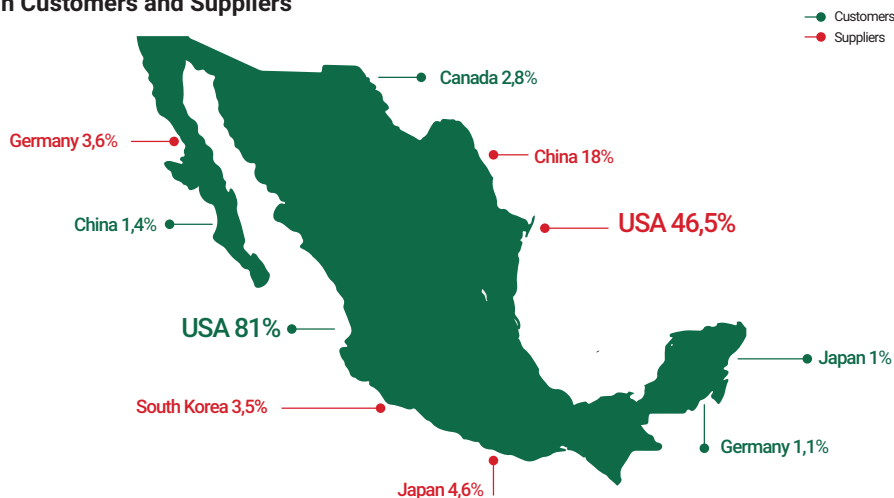 n Customers and Suppliers
Customers
Suppliers
Canada 2,8%
Germany 3,6%
China 18%
China 1,4%
USA 46,5%
USA 81%
Japan 1%
South Korea 3,5%
Germany 1,1%
Japan 4,6%